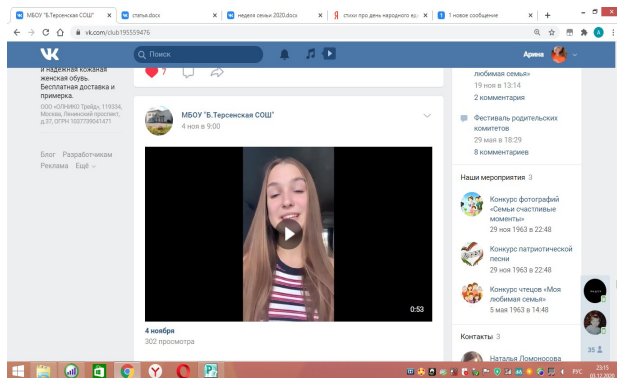 МБОУ "Б.Терсенская СОШ"
статья.docx
неделя семьи 2020.docx
стихи про день народного ед
1 новое сообщение
vk.com/club195559476
Поиск
Арина
и надежная кожаная
женская обувь.
Бесплатная доставка и
примерка.
ООО «ОЛНИКО Трейд», 119334,
Москва, Ленинский проспект,
д.37, ОГРН 1037739041471
Блог Разработчикам
Реклама Ещё
7
МБОУ "Б.Терсенская СОШ"
4 ноя в 9:00
0:53
4 ноября
302 просмотра
любимая семья»
19 ноя в 13:14
2 комментария
Фестиваль родительских
комитетов
29 мая в 18:29
8 комментариев
Наши мероприятия 3
Конкурс фотографий
«Семьи счастливые
моменты»
29 ноя 1963 в 22:48
Конкурс патриотической
песни
29 ноя 1963 в 22:48
Конкурс чтецов «Моя
любимая семья»
5 мая 1963 в 14:48
Контакты 3
Наталья Ломоносова
35
РУС
23:15
03.12.2020